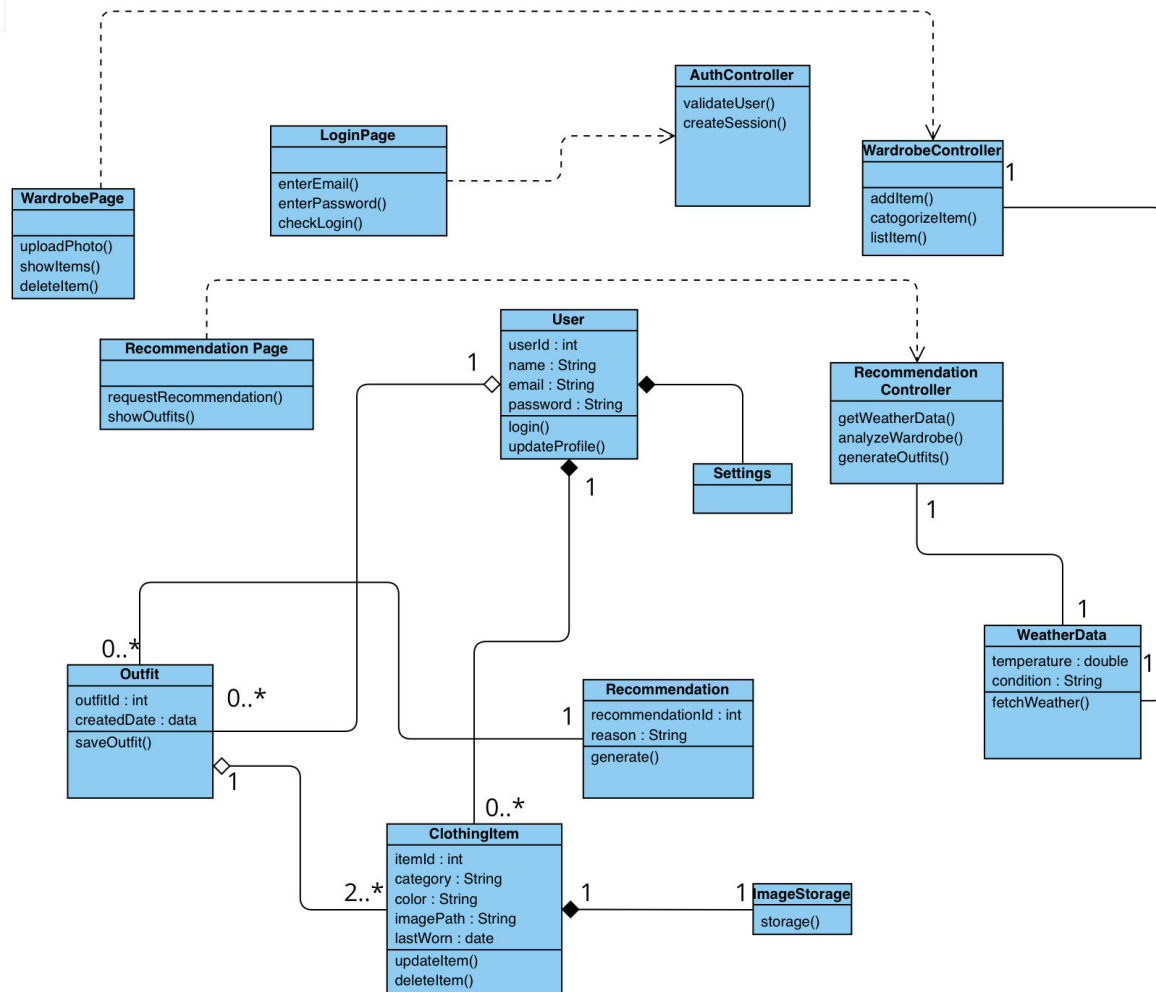 AuthController
validateUser()
createSession()
LoginPage
enterEmail()
enterPassword()
checkLogin()
WardrobeController
1
addItem()
catogorizeItem()
listItem()
WardrobePage
uploadPhoto()
showItems()
deleteItem()
Recommendation Page
requestRecommendation()
showOutfits()
User
userId : int
name : String
email : String
password : String
login()
updateProfile()
1
1
Settings
Recommendation
Controller
getWeatherData()
analyzeWardrobe()
generateOutfits()
1
1
WeatherData
temperature : double
condition : String
fetchWeather()
1
0..*
Outfit
outfitId : int
createdDate : data
saveOutfit()
0..*
1
Recommendation
recommendationId : int
reason : String
generate()
1
2..*
0..*
ClothingItem
itemId : int
category : String
color : String
imagePath : String
lastWorn : date
updateItem()
deleteItem()
1
1
ImageStorage
storage()